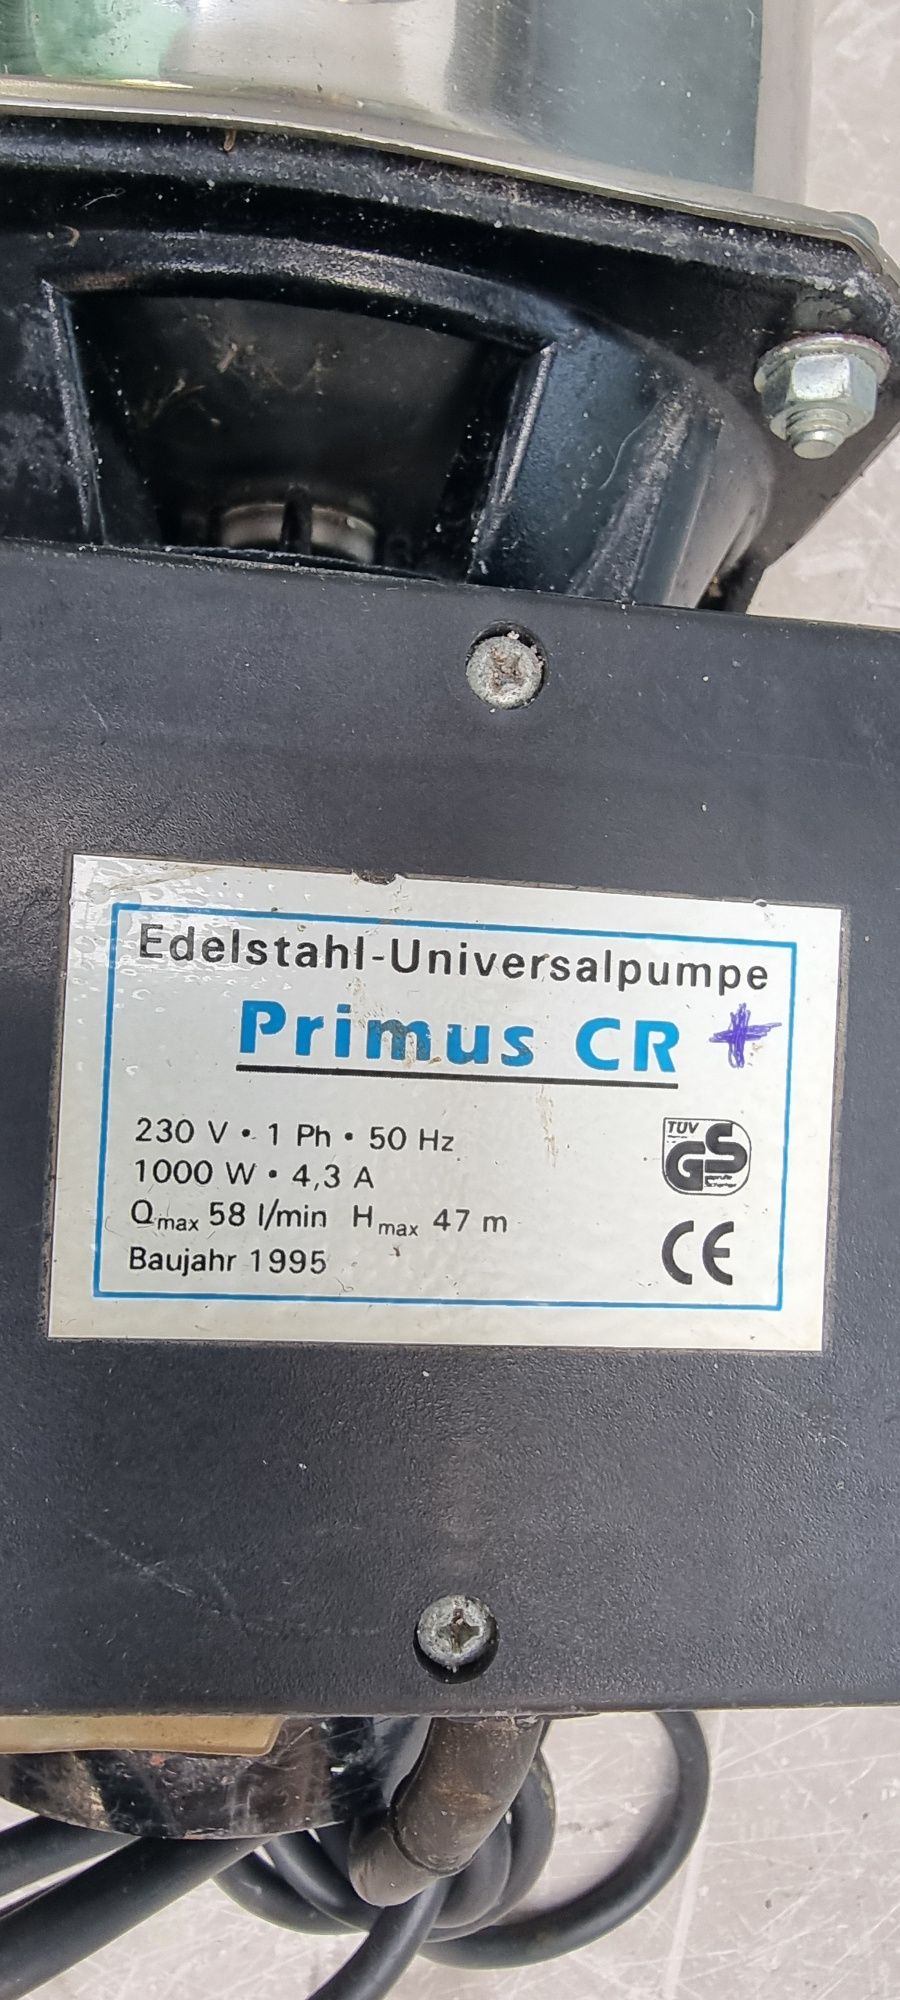 Edelstahl-Universalpumpe
Primus CR +
230 V • 1 Ph • 50 Hz
1000 W • 4,3 A
Qmax 58 l/min Hmax 47 m
Baujahr 1995
TÜV
GS
CE